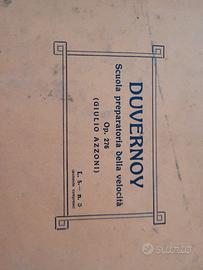 DUVERNOY
Scuola preparatoria della velocità
Op. 276
(GIULIO AZZONI)
subito